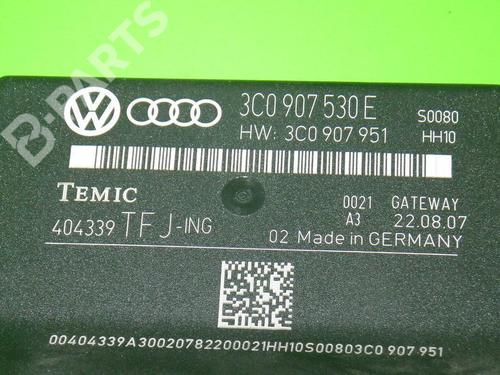 B-PARTS
3C0 907 530 E
S0080
HW: 3C0 907 951
HH10
TEMIC
0021 GATEWAY
404339 TFJ-ING
A3 22.08.07
02 Made in GERMANY
00404339A30020782200021HH10S00803C0 907 951